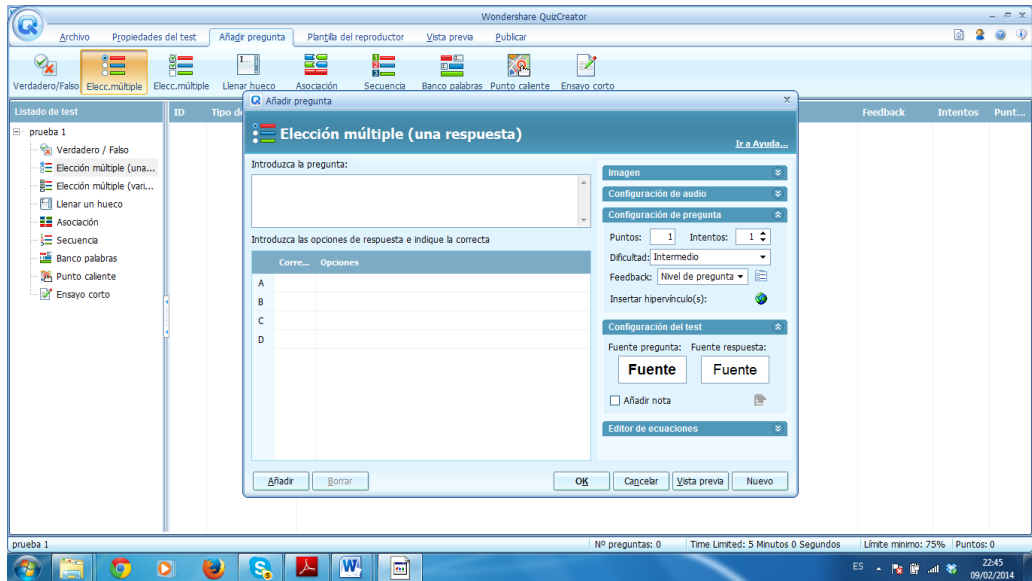 Wondershare QuizCreator
Archivo Propiedades del test Añadir pregunta Plantilla del reproductor Vista previa Publicar
Verdadero/Falso Elecc.múltiple Elecc.múltiple Llenar hueco Asociación Secuencia Banco palabras Punto caliente Ensayo corto
Listado de test
ID Tipo d
Feedback Intentos Punt...
prueba 1
Verdadero / Falso
Elección múltiple (una...
Elección múltiple (vari...
Llenar un hueco
Asociación
Secuencia
Banco palabras
Punto caliente
Ensayo corto
Añadir pregunta
Elección múltiple (una respuesta)
Ir a Ayuda...
Introduzca la pregunta:
Introduzca las opciones de respuesta e indique la correcta
Corre... Opciones
A
B
C
D
Imagen
Configuración de audio
Configuración de pregunta
Puntos: 1 Intentos: 1
Dificultad: Intermedio
Feedback: Nivel de pregunta
Insertar hipervínculo(s):
Configuración del test
Fuente pregunta: Fuente respuesta:
Fuente Fuente
Añadir nota
Editor de ecuaciones
Añadir Borrar OK Cancelar Vista previa Nuevo
prueba 1 Nº preguntas: 0 Time Limited: 5 Minutos 0 Segundos Límite minimo: 75% Puntos: 0
ES 22:45
09/02/2014